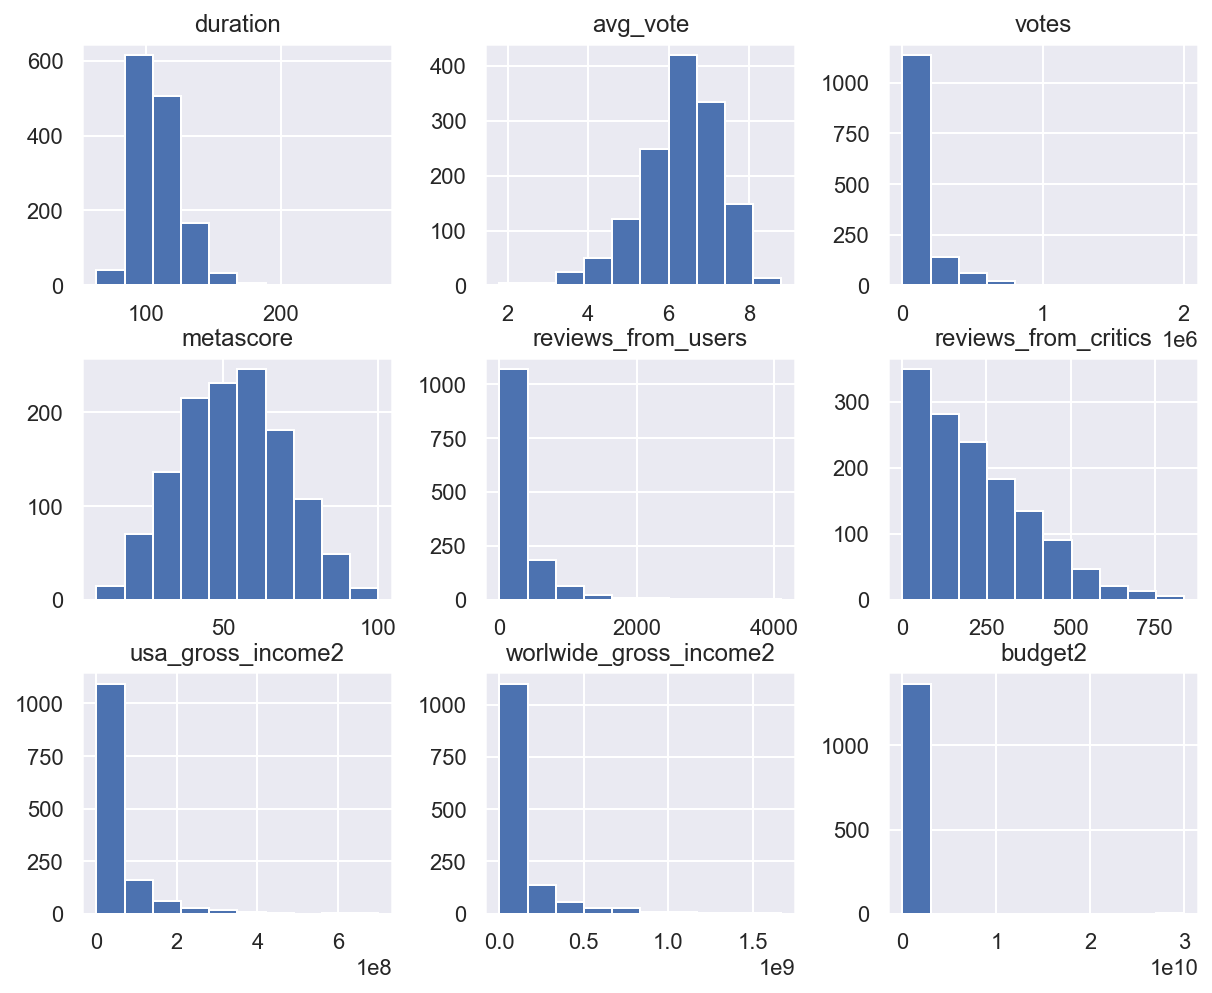 duration avg_vote votes
600
400
200
0
100 200
400
300
200
100
0
2 4 6 8
1000
750
500
250
0
0 1 2
1e6
metascore reviews_from_users reviews_from_critics
200
100
0
50 100
1000
750
500
250
0
0 2000 4000
300
200
100
0
0 250 500 750
usa_gross_income2 worlwide_gross_income2 budget2
1000
750
500
250
0
0 2 4 6
1e8
1000
750
500
250
0
0.0 0.5 1.0 1.5
1e9
1000
500
0
0 1 2 3
1e10